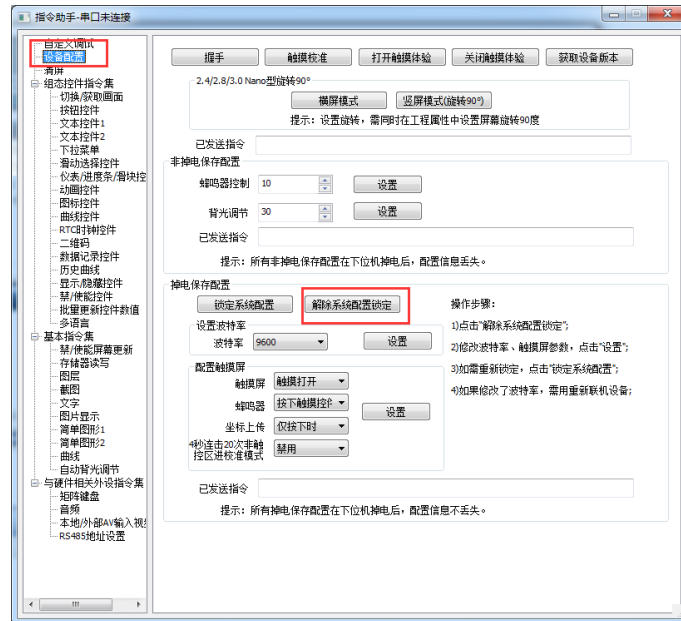 指令助手-串口未连接
自定义调试
设备配置
清屏
组态控件指令集
切换/获取画面
按钮控件
文本控件1
文本控件2
下拉菜单
滑动选择控件
仪表/进度条/滑块控
动画控件
图标控件
曲线控件
RTC时钟控件
二维码
数据记录控件
历史曲线
显示/隐藏控件
禁/使能控件
批量更新控件数值
多语言
基本指令集
禁/使能屏幕更新
存储器读写
图层
截图
文字
图片显示
简单图形1
简单图形2
曲线
自动背光调节
与硬件相关外设指令集
矩阵键盘
音频
本地/外部AV输入视
RS485地址设置
握手 触摸校准 打开触摸体验 关闭触摸体验 获取设备版本
2.4/2.8/3.0 Nano型旋转90°
横屏模式 竖屏模式(旋转90°)
提示：设置旋转，需同时在工程属性中设置屏幕旋转90度
已发送指令
非掉电保存配置
蜂鸣器控制 10 设置
背光调节 30 设置
已发送指令
提示：所有非掉电保存配置在下位机掉电后，配置信息丢失。
掉电保存配置
锁定系统配置 解除系统配置锁定
设置波特率
波特率 9600 设置
配置触摸屏
触摸屏 触摸打开
蜂鸣器 按下触摸控件
设置
坐标上传 仅按下时
4秒连击20次非触
控区进校准模式 禁用
操作步骤：
1)点击"解除系统配置锁定";
2)修改波特率、触摸屏参数，点击"设置";
3)如需重新锁定，点击"锁定系统配置";
4)如果修改了波特率，需用重新联机设备;
已发送指令
提示：所有掉电保存配置在下位机掉电后，配置信息不丢失。